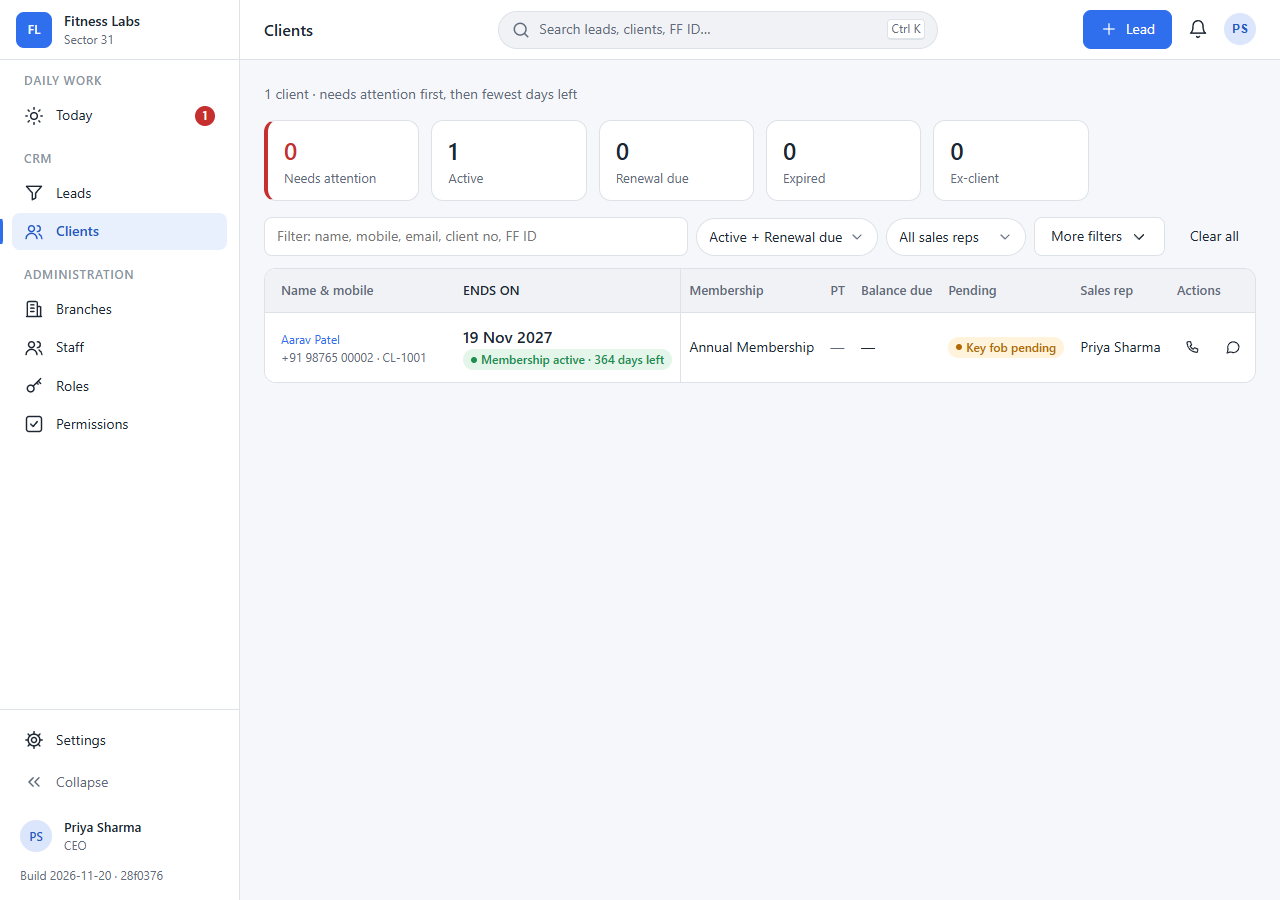 FL
Fitness Labs
Sector 31
Clients
Search leads, clients, FF ID...
Ctrl K
+ Lead
PS
DAILY WORK
Today
1
CRM
Leads
Clients
ADMINISTRATION
Branches
Staff
Roles
Permissions
Settings
Collapse
PS
Priya Sharma
CEO
Build 2026-11-20 · 28f0376
1 client · needs attention first, then fewest days left
0
Needs attention
1
Active
0
Renewal due
0
Expired
0
Ex-client
Filter: name, mobile, email, client no, FF ID
Active + Renewal due
All sales reps
More filters
Clear all
Name & mobile ENDS ON Membership PT Balance due Pending Sales rep Actions
Aarav Patel
+91 98765 00002 · CL-1001
19 Nov 2027
Membership active · 364 days left
Annual Membership — — Key fob pending Priya Sharma